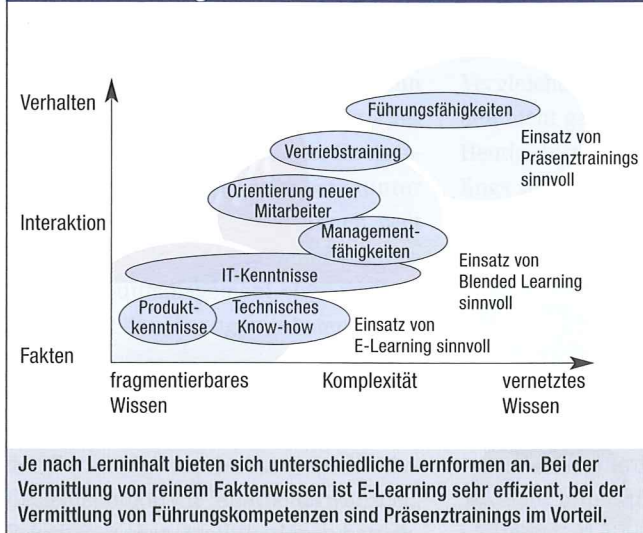 Verhalten
Führungsfähigkeiten
Einsatz von
Präsenztrainings
sinnvoll
Vertriebstraining
Orientierung neuer
Mitarbeiter
Interaktion
Management-
fähigkeiten
Einsatz von
Blended Learning
sinnvoll
IT-Kenntnisse
Produkt-
kenntnisse
Technisches
Know-how
Einsatz von
E-Learning sinnvoll
Fakten
fragmentierbares
Wissen
Komplexität
vernetztes
Wissen
Je nach Lerninhalt bieten sich unterschiedliche Lernformen an. Bei der
Vermittlung von reinem Faktenwissen ist E-Learning sehr effizient, bei der
Vermittlung von Führungskompetenzen sind Präsenztrainings im Vorteil.